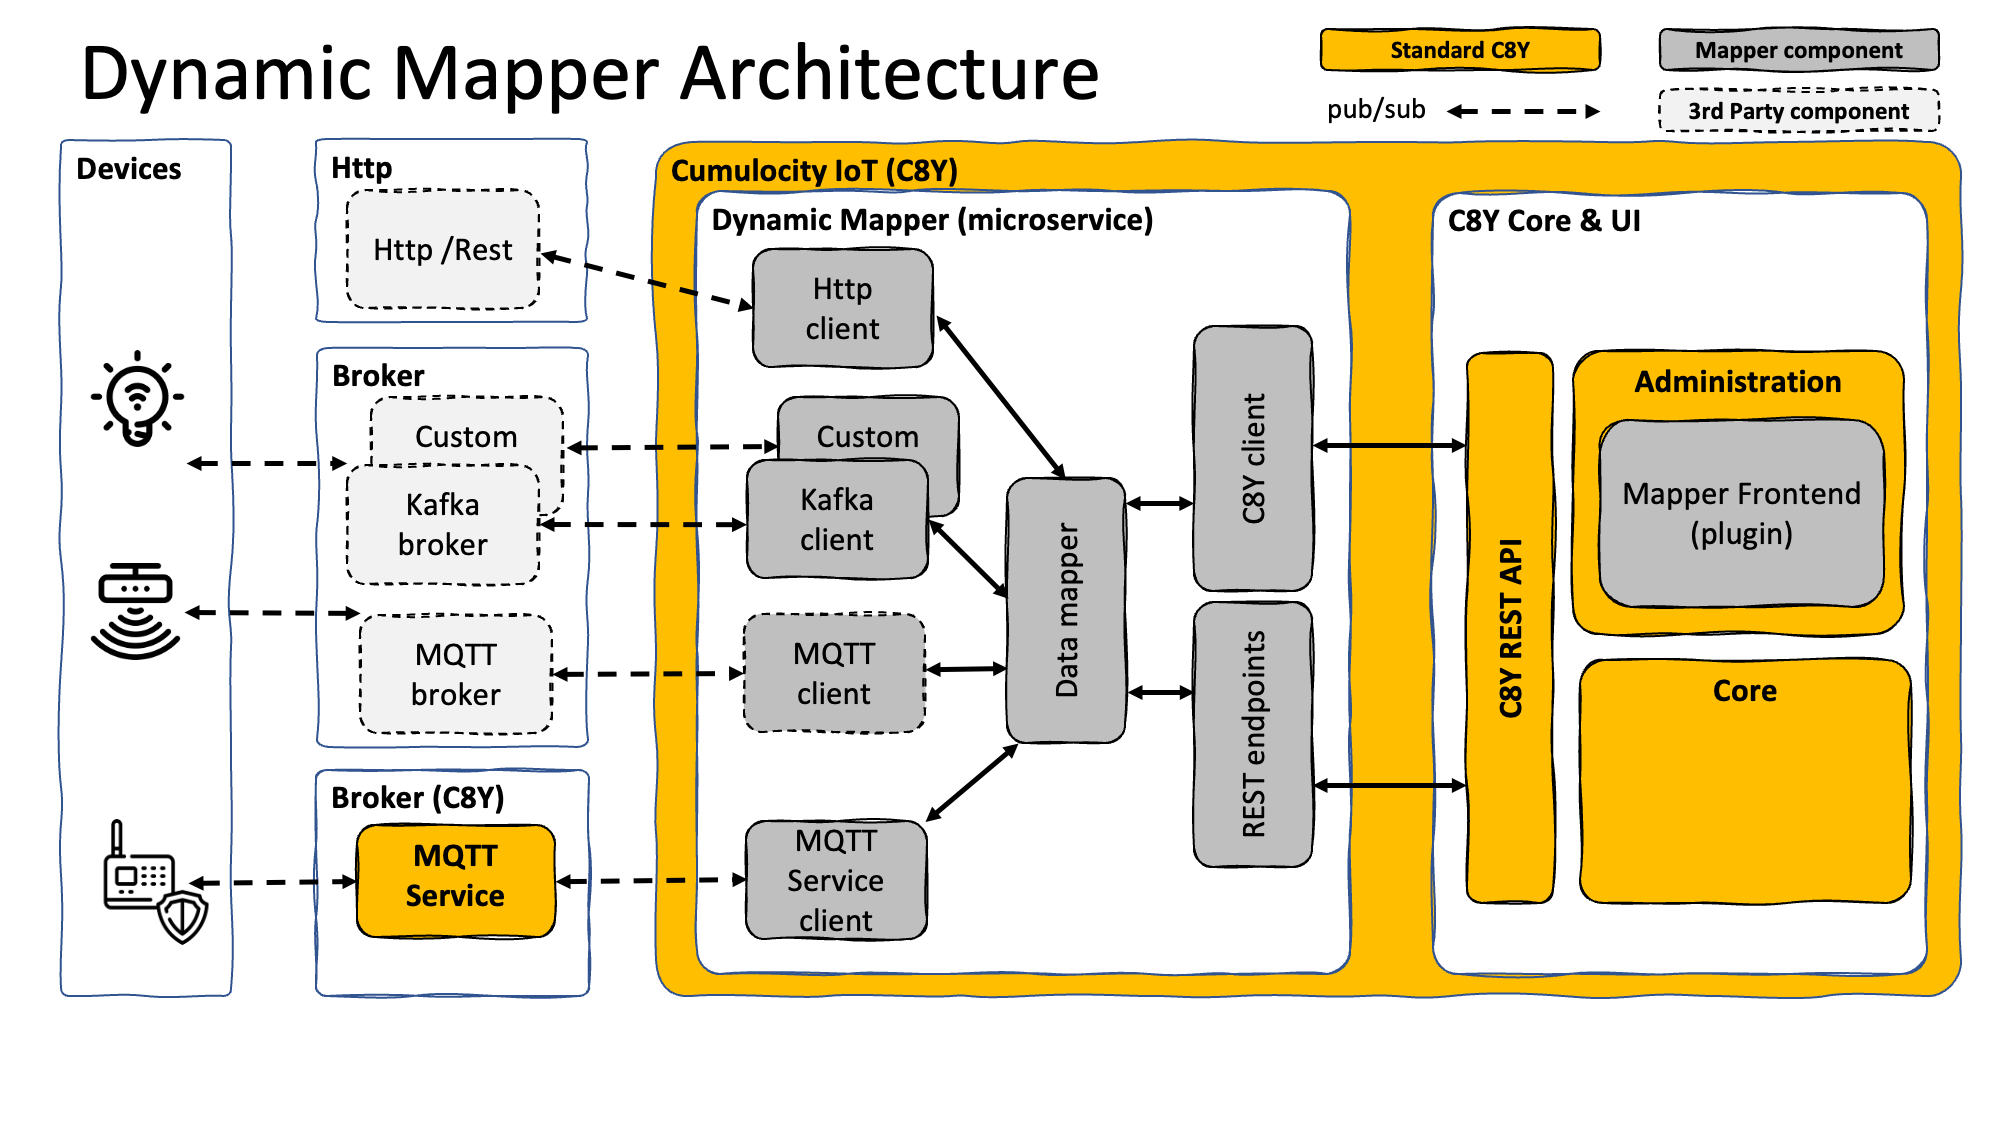 Dynamic Mapper Architecture
Standard C8Y
Mapper component
pub/sub
3rd Party component
Devices
Http
Http /Rest
Broker
Custom
Kafka
broker
MQTT
broker
Broker (C8Y)
MQTT
Service
Cumulocity IoT (C8Y)
Dynamic Mapper (microservice)
Http
client
Custom
Kafka
client
MQTT
client
MQTT
Service
client
Data mapper
C8Y client
REST endpoints
C8Y Core & UI
C8Y REST API
Administration
Mapper Frontend
(plugin)
Core